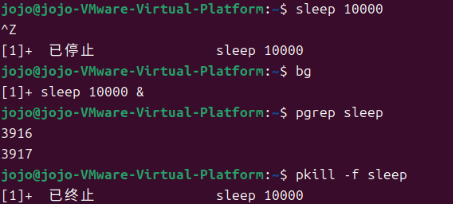 jojo@jojo-VMware-Virtual-Platform:~$ sleep 10000
^Z
[1]+  已停止               sleep 10000
jojo@jojo-VMware-Virtual-Platform:~$ bg
[1]+ sleep 10000 &
jojo@jojo-VMware-Virtual-Platform:~$ pgrep sleep
3916
3917
jojo@jojo-VMware-Virtual-Platform:~$ pkill -f sleep
[1]+  已终止               sleep 10000